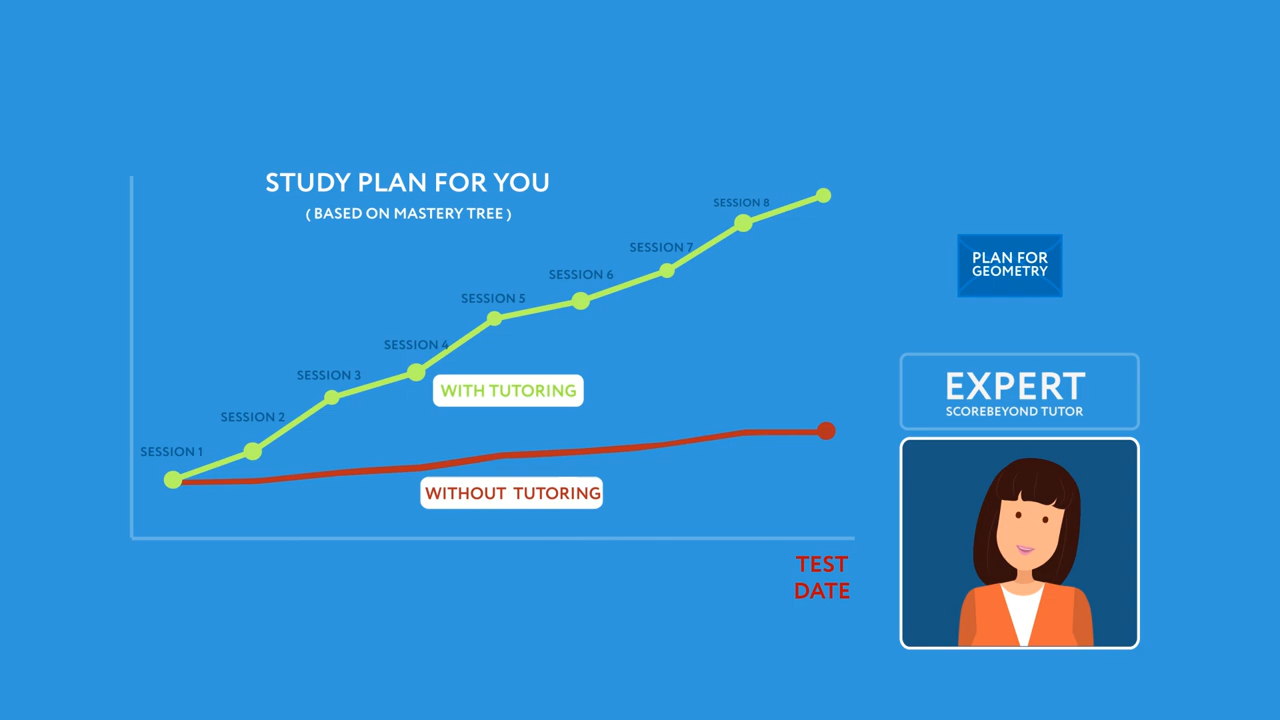 STUDY PLAN FOR YOU
( BASED ON MASTERY TREE )
SESSION 1
SESSION 2
SESSION 3
SESSION 4
SESSION 5
SESSION 6
SESSION 7
SESSION 8
WITH TUTORING
WITHOUT TUTORING
TEST
DATE
PLAN FOR
GEOMETRY
EXPERT
SCOREBEYOND TUTOR